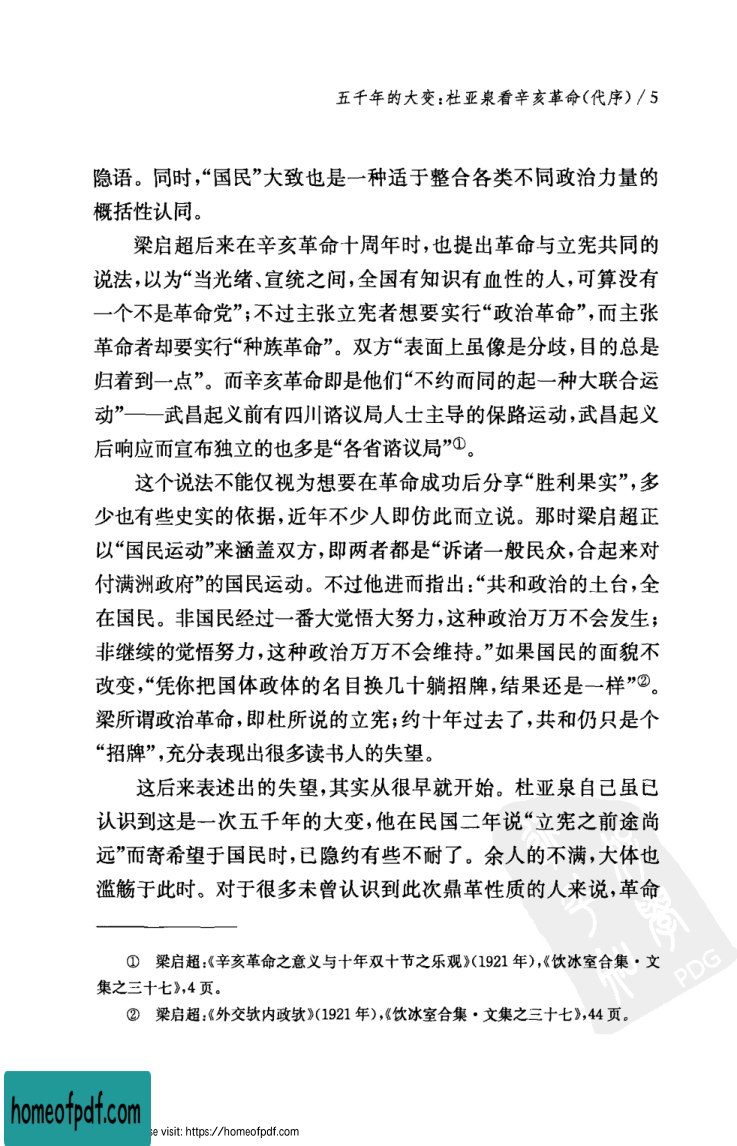 五千年的大变:杜亚泉看辛亥革命(代序) / 5
隐语。同时,“国民”大致也是一种适于整合各类不同政治力量的
概括性认同。
梁启超后来在辛亥革命十周年时,也提出革命与立宪共同的
说法,以为“当光绪、宣统之间,全国有知识有血性的人,可算没有
一个不是革命党”;不过主张立宪者想要实行“政治革命”,而主张
革命者却要实行“种族革命”。双方“表面上虽像是分歧,目的总是
归着到一点”。而辛亥革命即是他们“不约而同的起一种大联合运
动”——武昌起义前有四川谘议局人士主导的保路运动,武昌起义
后响应而宣布独立的也多是“各省谘议局”①。
这个说法不能仅视为想要在革命成功后分享“胜利果实”,多
少也有些史实的依据,近年不少人即仿此而立说。那时梁启超正
以“国民运动”来涵盖双方,即两者都是“诉诸一般民众,合起来对
付满洲政府”的国民运动。不过他进而指出:“共和政治的土台,全
在国民。非国民经过一番大觉悟大努力,这种政治万万不会发生;
非继续的觉悟努力,这种政治万万不会维持。”如果国民的面貌不
改变,“凭你把国体政体的名目换几十躺招牌,结果还是一样”②。
梁所谓政治革命,即杜所说的立宪;约十年过去了,共和仍只是个
“招牌”,充分表现出很多读书人的失望。
这后来表述出的失望,其实从很早就开始。杜亚泉自己虽已
认识到这是一次五千年的大变,他在民国二年说“立宪之前途尚
远”而寄希望于国民时,已隐约有些不耐了。余人的不满,大体也
滥觞于此时。对于很多未曾认识到此次鼎革性质的人来说,革命
① 梁启超:《辛亥革命之意义与十年双十节之乐观》(1921 年),《饮冰室合集·文
集之三十七》,4 页。
② 梁启超:《外交欤内政欤》(1921 年),《饮冰室合集·文集之三十七》,44 页。
PDG
homeofpdf.com
se visit: https://homeofpdf.com